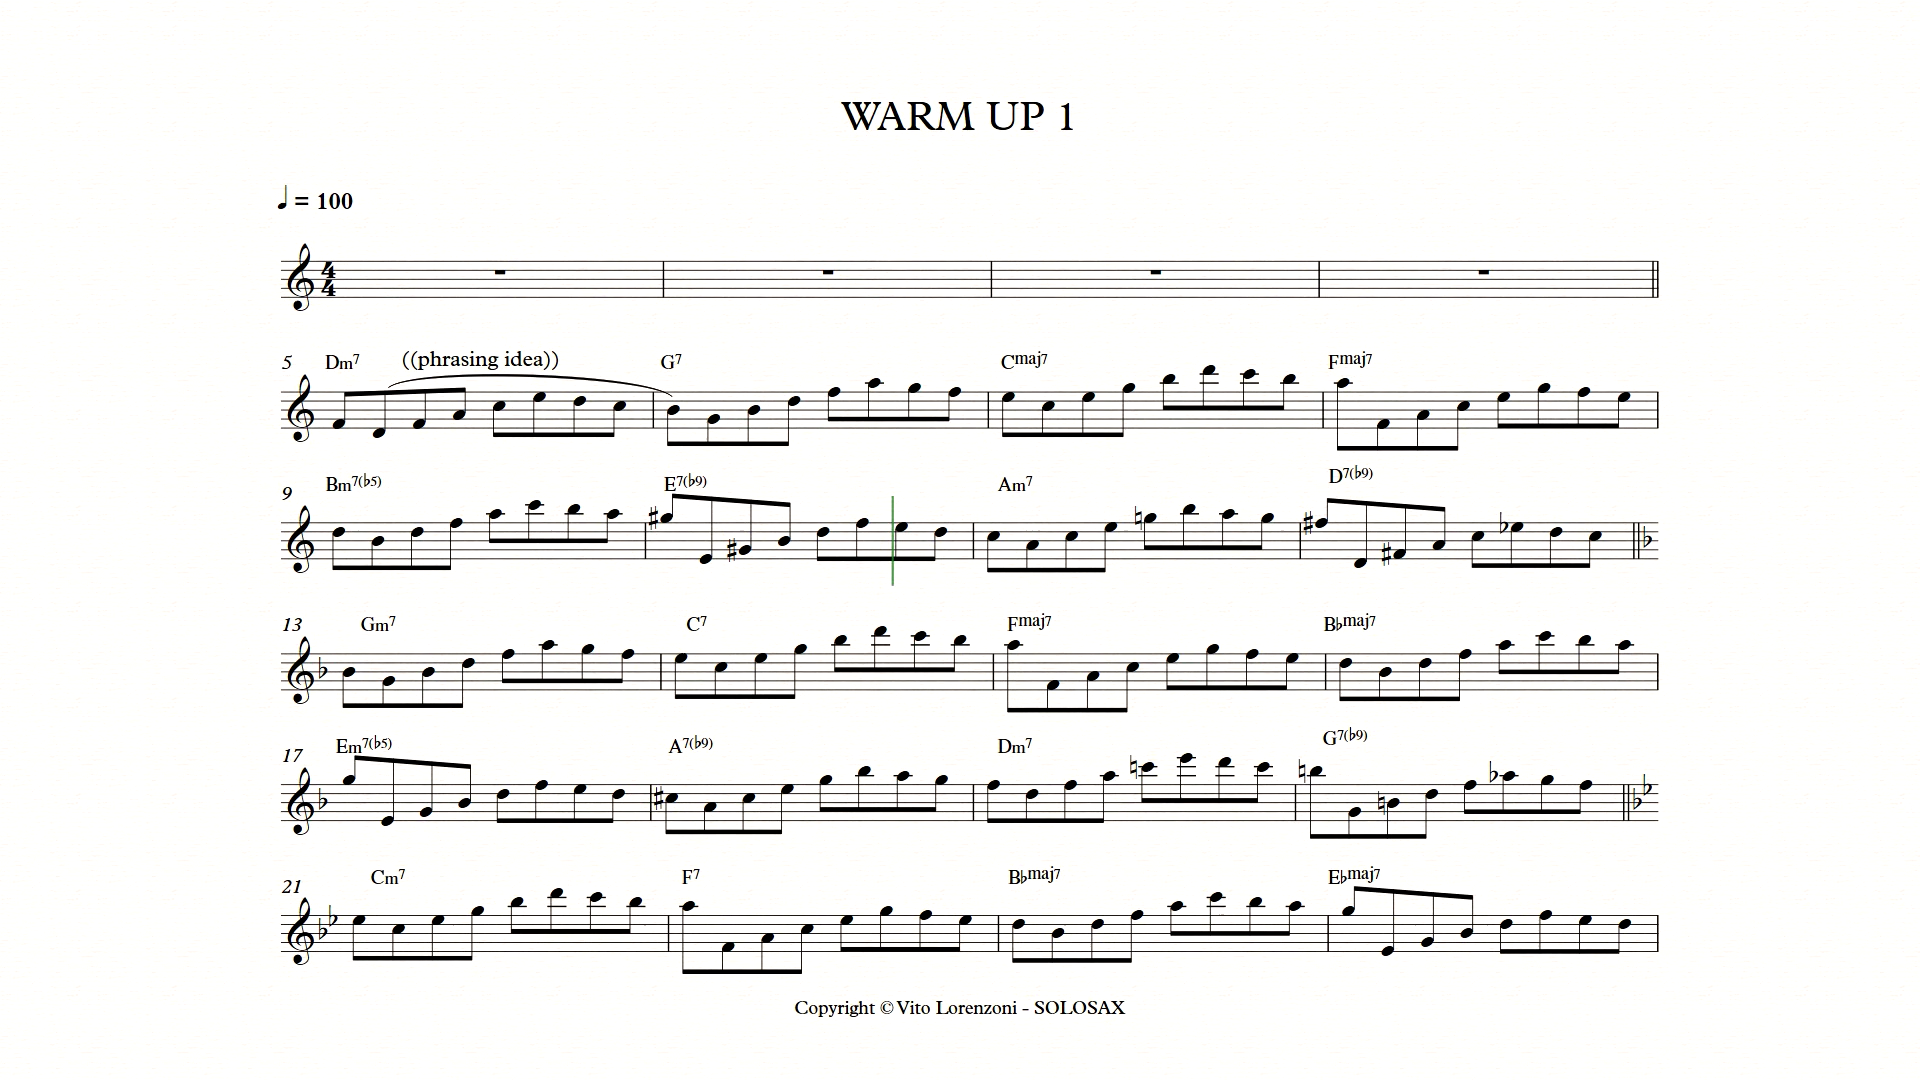 WARM UP 1
♩ = 100
4/4
5 Dm7 ((phrasing idea)) G7 Cmaj7 Fmaj7
9 Bm7(♭5) E7(♭9) Am7 D7(♭9)
13 Gm7 C7 Fmaj7 B♭maj7
17 Em7(♭5) A7(♭9) Dm7 G7(♭9)
21 Cm7 F7 B♭maj7 E♭maj7
Copyright © Vito Lorenzoni - SOLOSAX